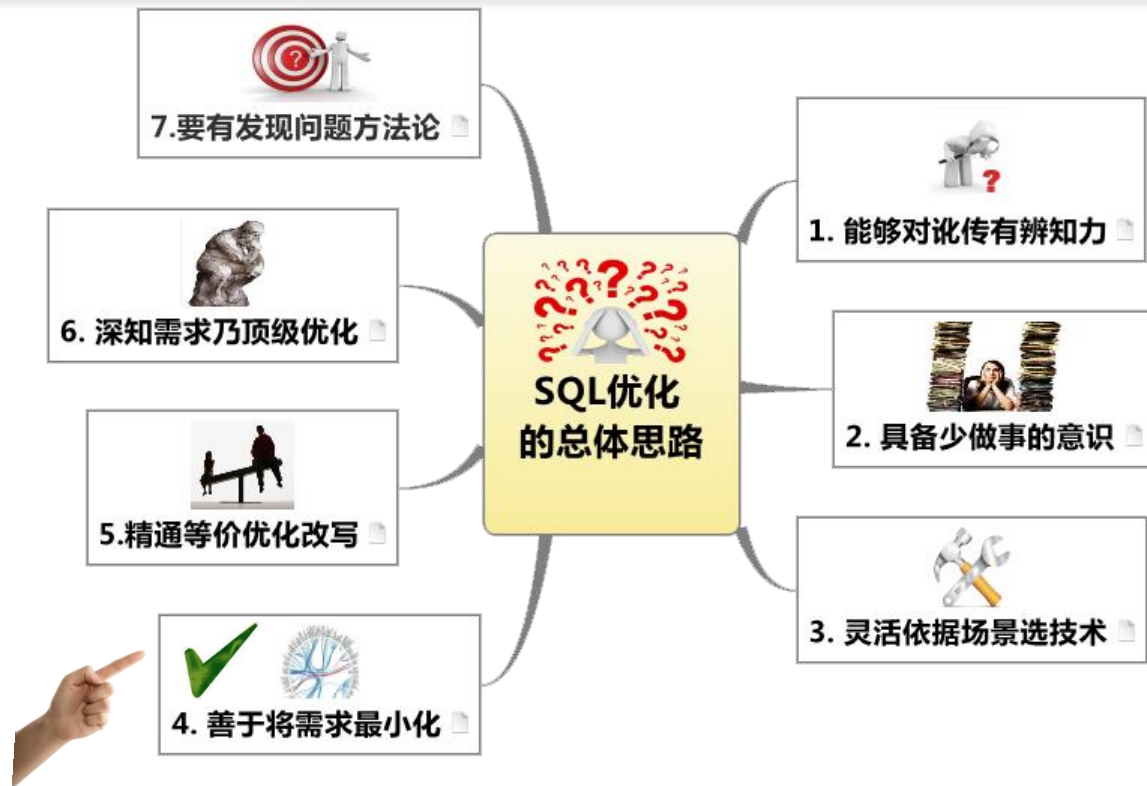 SQL优化
的总体思路
1. 能够对讹传有辨知力
2. 具备少做事的意识
3. 灵活依据场景选技术
4. 善于将需求最小化
5.精通等价优化改写
6. 深知需求乃顶级优化
7.要有发现问题方法论